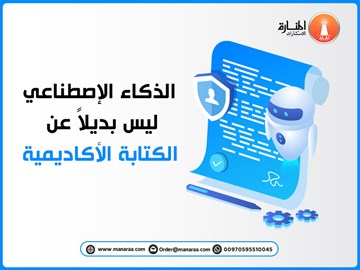 المنارة
للاستشارات
الذكاء الإصطناعي
ليس بديلاً عن
الكتابة الأكاديمية
www.manaraa.com
Order@manaraa.com
00970595510045